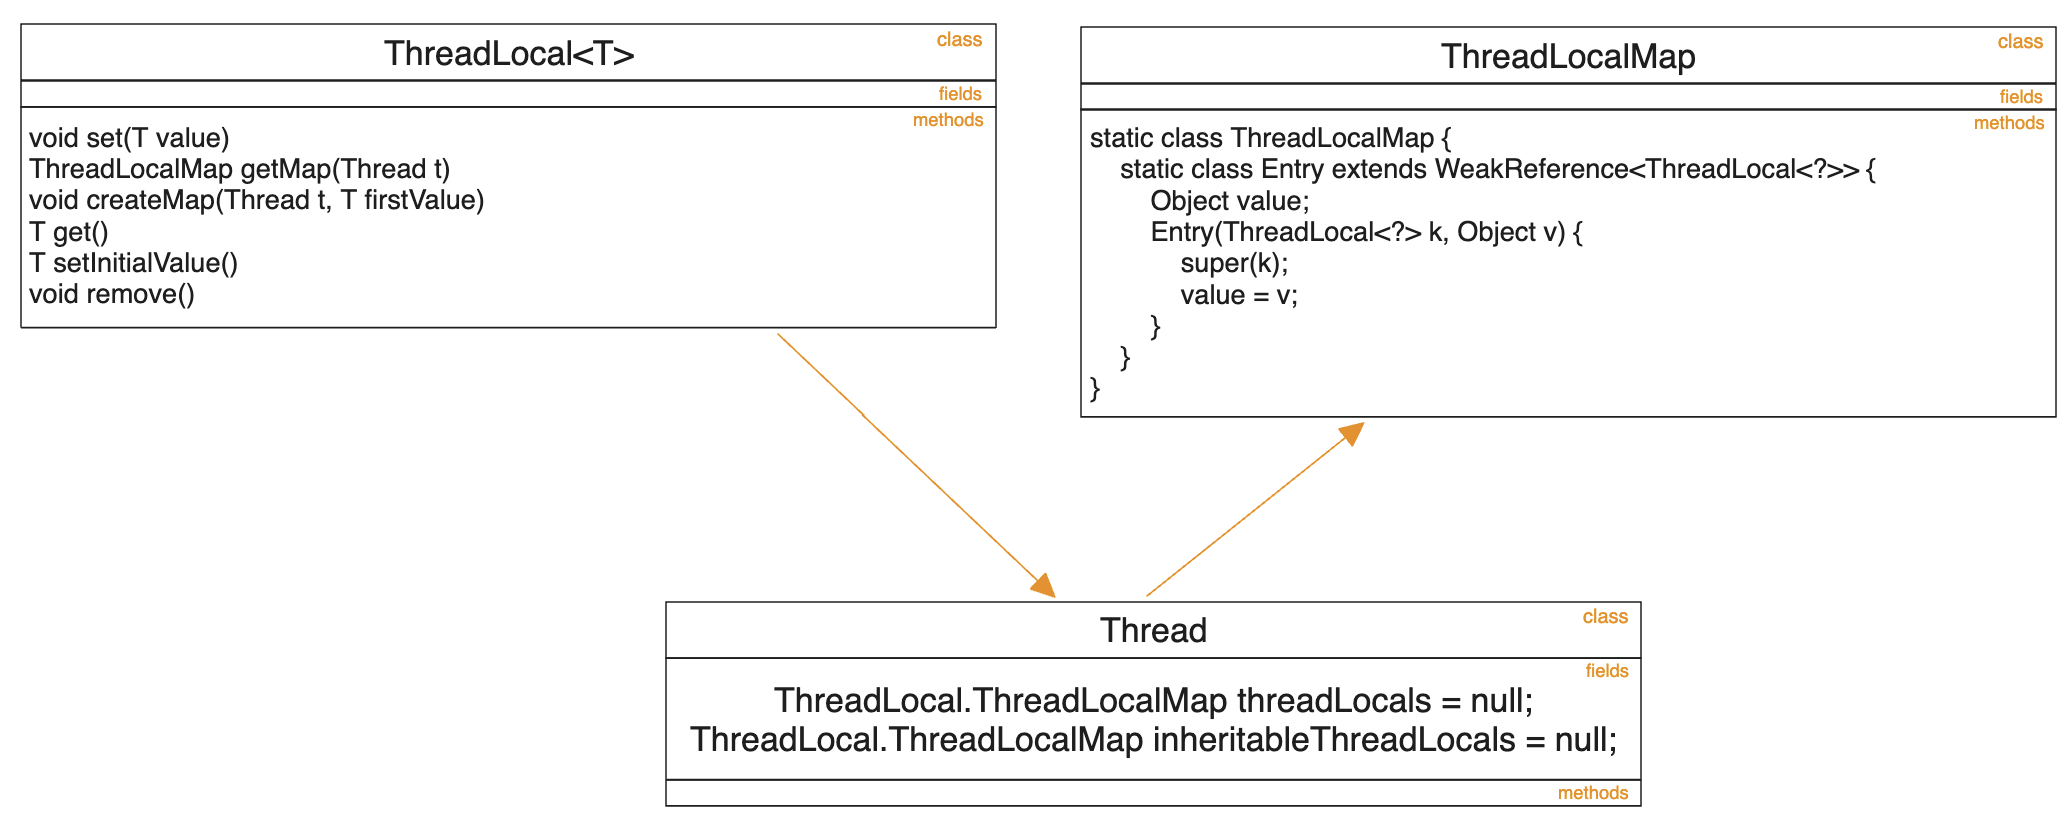 class
ThreadLocal<T>
fields
methods
void set(T value)
ThreadLocalMap getMap(Thread t)
void createMap(Thread t, T firstValue)
T get()
T setInitialValue()
void remove()
class
ThreadLocalMap
fields
methods
static class ThreadLocalMap {
static class Entry extends WeakReference<ThreadLocal<?>> {
Object value;
Entry(ThreadLocal<?> k, Object v) {
super(k);
value = v;
}
}
}
class
Thread
fields
ThreadLocal.ThreadLocalMap threadLocals = null;
ThreadLocal.ThreadLocalMap inheritableThreadLocals = null;
methods